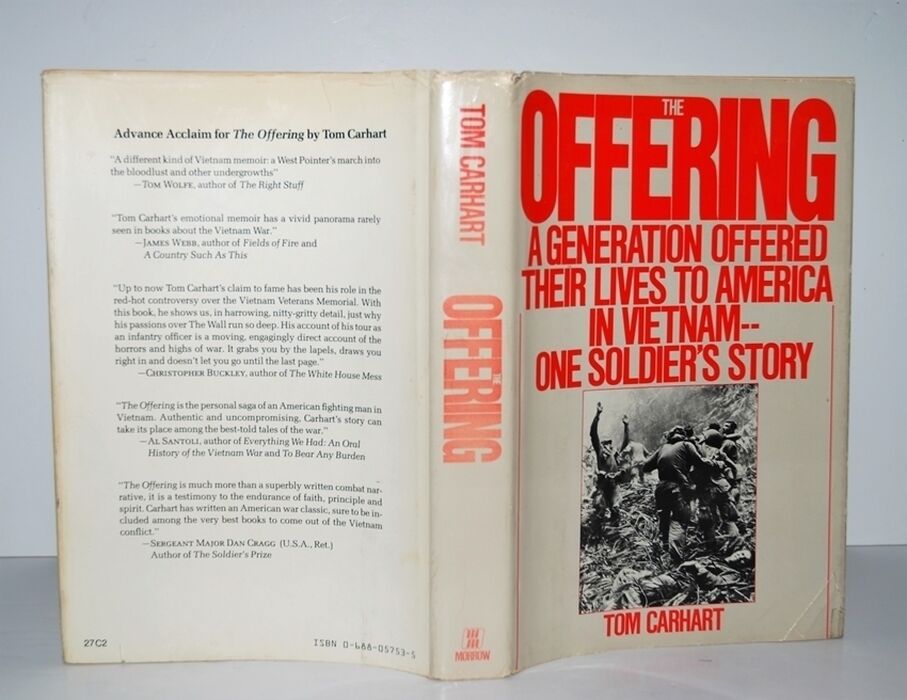 Advance Acclaim for The Offering by Tom Carhart
"A different kind of Vietnam memoir: a West Pointer's march into
the bloodlust and other undergrowths"
—TOM WOLFE, author of The Right Stuff
"Tom Carhart's emotional memoir has a vivid panorama rarely
seen in books about the Vietnam War."
—JAMES WEBB, author of Fields of Fire and
A Country Such As This
"Up to now Tom Carhart's claim to fame has been his role in the
red-hot controversy over the Vietnam Veterans Memorial. With
this book, he shows us, in harrowing, nitty-gritty detail, just why
his passions over The Wall run so deep. His account of his tour as
an infantry officer is a moving, engagingly direct account of the
horrors and highs of war. It grabs you by the lapels, draws you
right in and doesn't let you go until the last page."
—CHRISTOPHER BUCKLEY, author of The White House Mess
"The Offering is the personal saga of an American fighting man in
Vietnam. Authentic and uncompromising, Carhart's story can
take its place among the best-told tales of the war."
—AL SANTOLI, author of Everything We Had: An Oral
History of the Vietnam War and To Bear Any Burden
"The Offering is much more than a superbly written combat nar-
rative, it is a testimony to the endurance of faith, principle and
spirit. Carhart has written an American war classic, sure to be in-
cluded among the very best books to come out of the Vietnam
conflict."
—SERGEANT MAJOR DAN CRAGG (U.S.A., Ret.)
Author of The Soldier's Prize
27C2
ISBN 0-688-05753-5
TOM CARHART
THE
OFFERING
MORROW
THE
OFFERING
A GENERATION OFFERED
THEIR LIVES TO AMERICA
IN VIETNAM--
ONE SOLDIER'S STORY
TOM CARHART